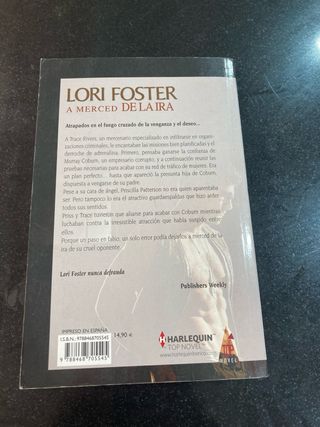 LORI FOSTER
A MERCED DE LA IRA
Atrapados en el fuego cruzado de la venganza y el deseo...
A Trace Rivers, un mercenario especializado en infiltrarse en organi-
zaciones criminales, le encantaban las misiones bien planificadas y el
derroche de adrenalina. Primero, pensaba ganarse la confianza de
Murray Coburn, un empresario corrupto, y a continuación reunir las
pruebas necesarias para acabar con su red de tráfico de mujeres. Era
un plan perfecto... hasta que apareció la presunta hija de Coburn,
dispuesta a vengarse de su padre.
Pese a su cara de ángel, Priscilla Patterson no era quien aparentaba
ser. Pero tampoco lo era el atractivo guardaespaldas que hizo arder
todos sus sentidos.
Priss y Trace tuvieron que aliarse para acabar con Coburn mientras
luchaban contra la irresistible atracción que había surgido entre
ellos.
Porque un paso en falso, un solo error podía dejarlos a merced de la
ira de su cruel oponente.
Lori Foster nunca defrauda
Publishers Weekly
IMPRESO EN ESPAÑA
I.S.B.N.: 9788468705545
14,90 €
9 788468 705545
HARLEQUIN
TOP NOVEL